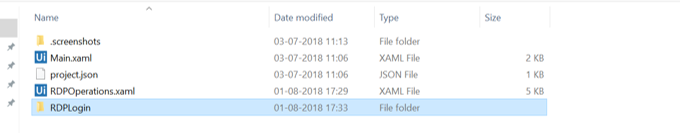 Name Date modified Type Size
.screenshots 03-07-2018 11:13 File folder
Ui Main.xaml 03-07-2018 11:06 XAML File 2 KB
project.json 03-07-2018 11:06 JSON File 1 KB
Ui RDPOperations.xaml 01-08-2018 17:29 XAML File 5 KB
RDPLogin 01-08-2018 17:33 File folder